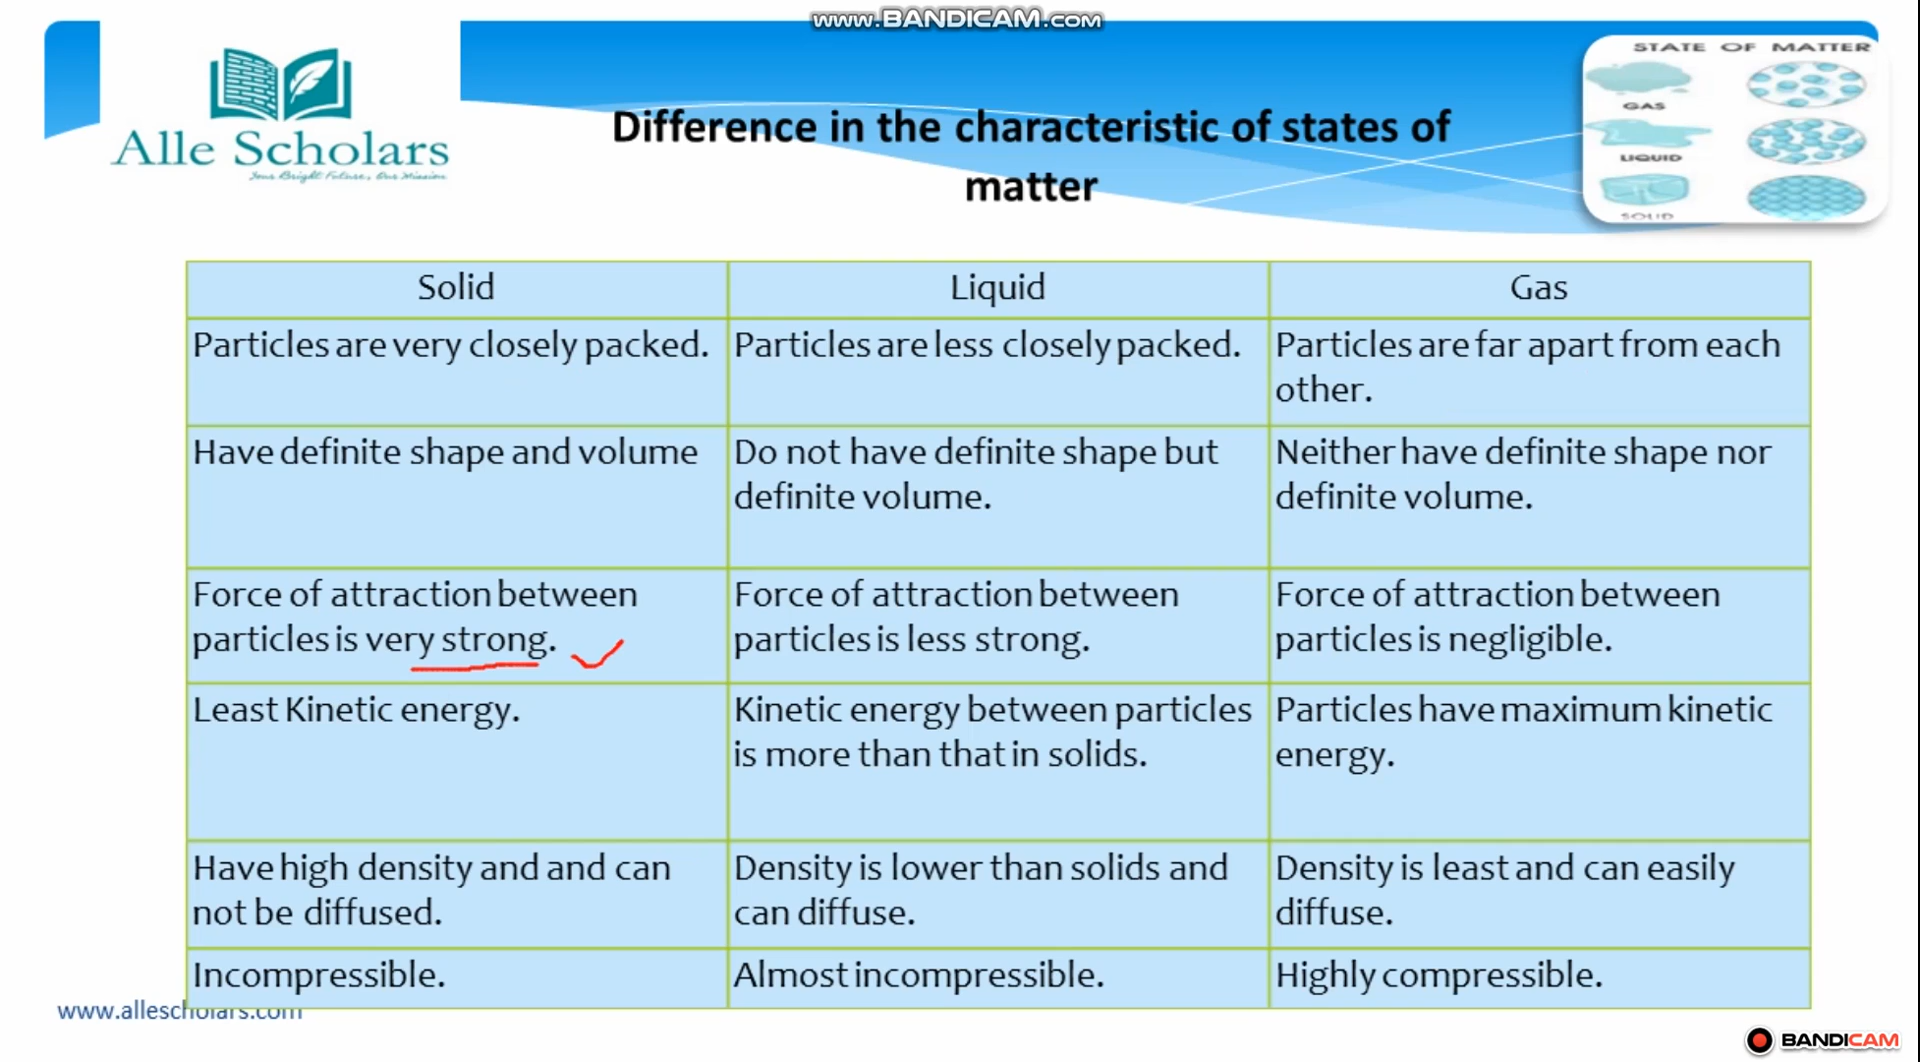 www.BANDICAM.com
Alle Scholars
Your Bright Future, Our Mission
Difference in the characteristic of states of
matter
STATE OF MATTER
GAS
LIQUID
SOLID
Solid
Liquid
Gas
Particles are very closely packed.
Particles are less closely packed.
Particles are far apart from each
other.
Have definite shape and volume
Do not have definite shape but
definite volume.
Neither have definite shape nor
definite volume.
Force of attraction between
particles is very strong.
Force of attraction between
particles is less strong.
Force of attraction between
particles is negligible.
Least Kinetic energy.
Kinetic energy between particles
is more than that in solids.
Particles have maximum kinetic
energy.
Have high density and and can
not be diffused.
Density is lower than solids and
can diffuse.
Density is least and can easily
diffuse.
Incompressible.
Almost incompressible.
Highly compressible.
www.allescholars.com
BANDICAM